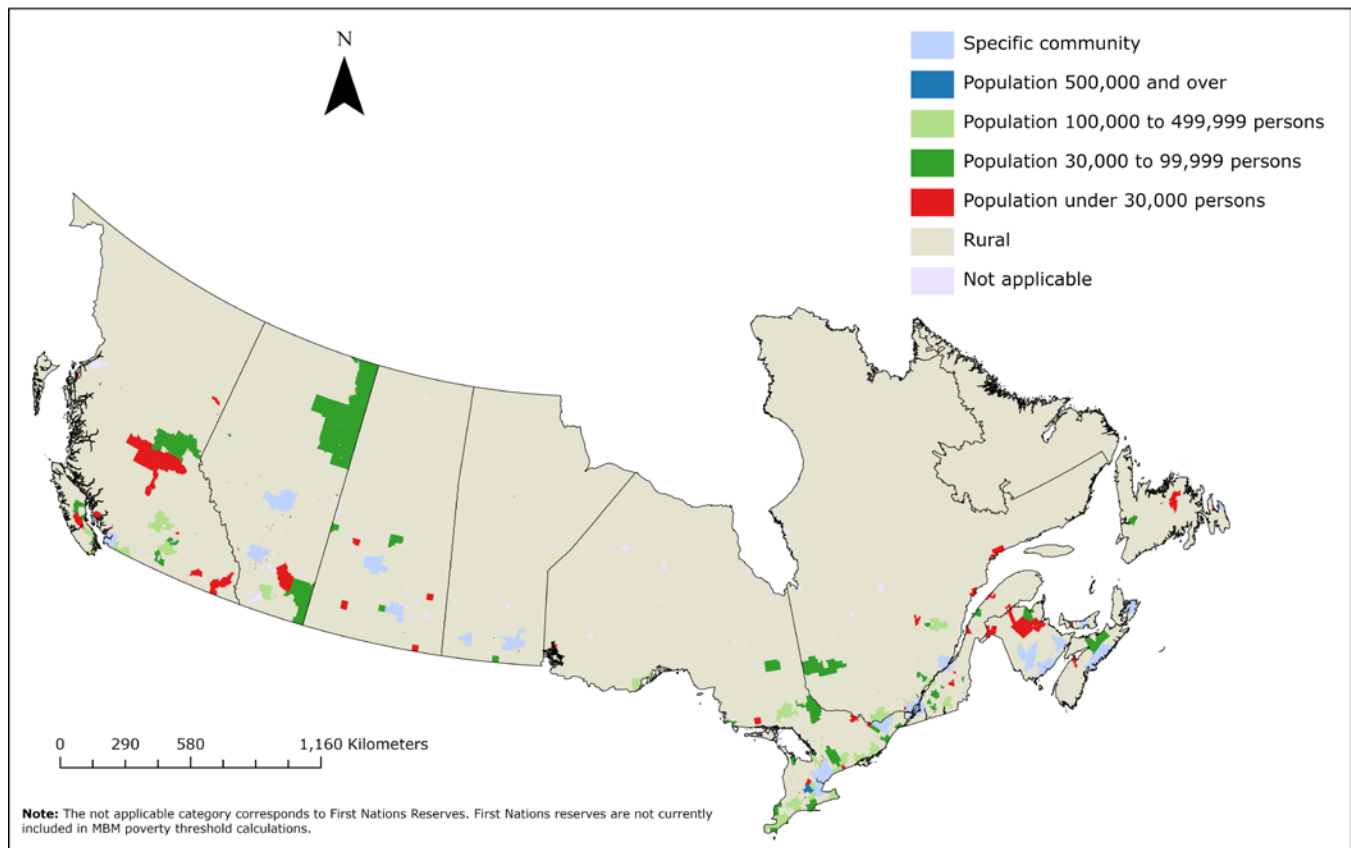 N
Specific community
Population 500,000 and over
Population 100,000 to 499,999 persons
Population 30,000 to 99,999 persons
Population under 30,000 persons
Rural
Not applicable
0 290 580 1,160 Kilometers
Note: The not applicable category corresponds to First Nations Reserves. First Nations reserves are not currently
included in MBM poverty threshold calculations.